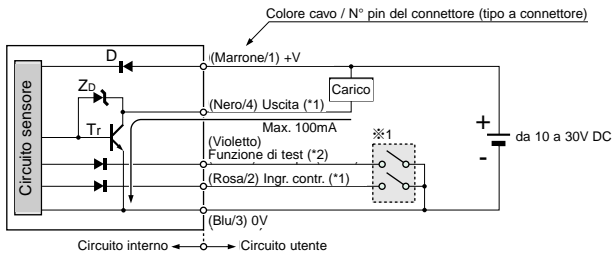 Colore cavo / N° pin del connettore (tipo a connettore)
D
(Marrone/1) +V
ZD
Carico
(Nero/4) Uscita (*1)
Circuito sensore
Tr
Max. 100mA
※1
+
da 10 a 30V DC
-
(Violetto)
Funzione di test (*2)
(Rosa/2) Ingr. contr. (*1)
(Blu/3) 0V
Circuito interno
Circuito utente